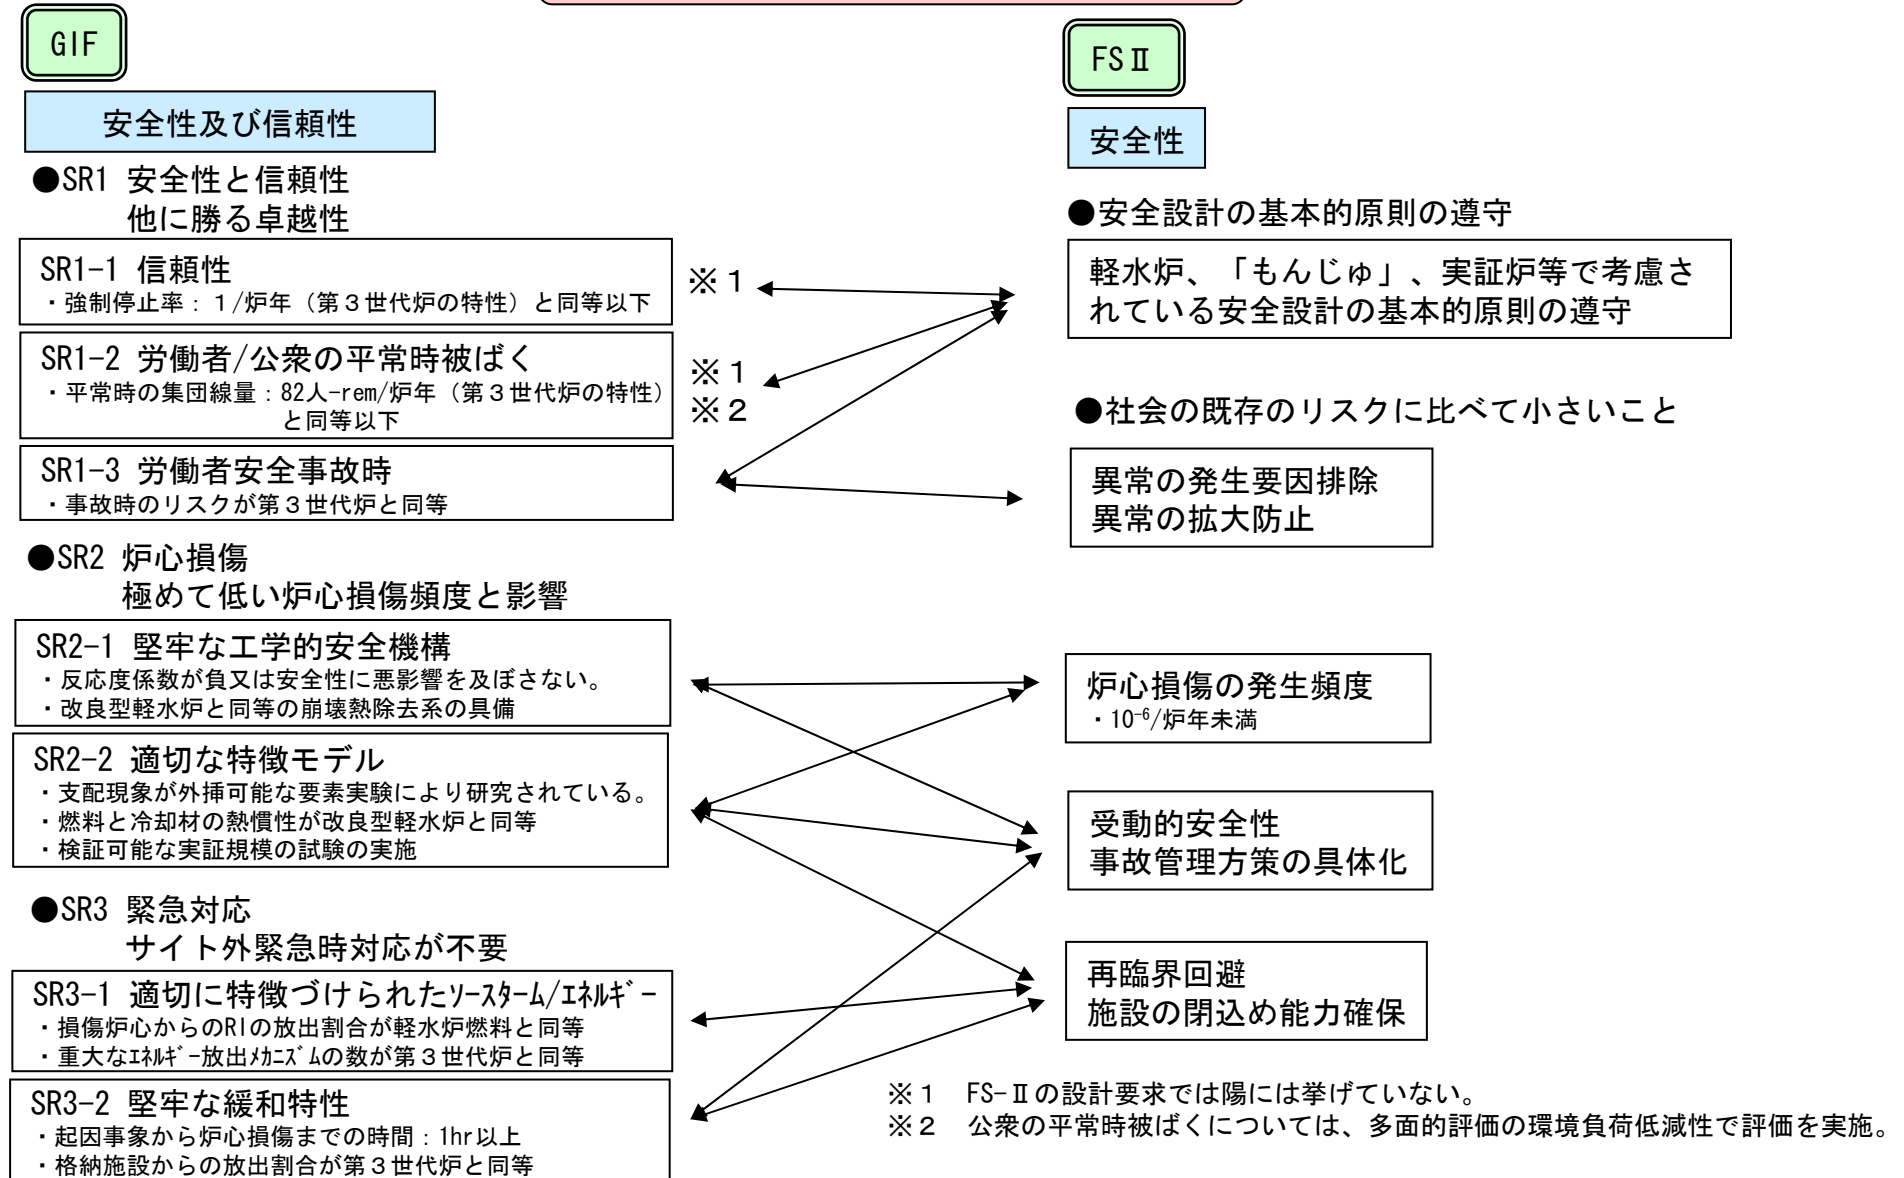 GIF
安全性及び信頼性
●SR1 安全性と信頼性
他に勝る卓越性
SR1-1 信頼性
・強制停止率：１/炉年（第３世代炉の特性）と同等以下
※１
SR1-2 労働者/公衆の平常時被ばく
・平常時の集団線量：82人-rem/炉年（第３世代炉の特性）
と同等以下
※１
※２
SR1-3 労働者安全事故時
・事故時のリスクが第３世代炉と同等
●SR2 炉心損傷
極めて低い炉心損傷頻度と影響
SR2-1 堅牢な工学的安全機構
・反応度係数が負又は安全性に悪影響を及ぼさない。
・改良型軽水炉と同等の崩壊熱除去系の具備
SR2-2 適切な特徴モデル
・支配現象が外挿可能な要素実験により研究されている。
・燃料と冷却材の熱慣性が改良型軽水炉と同等
・検証可能な実証規模の試験の実施
●SR3 緊急対応
サイト外緊急時対応が不要
SR3-1 適切に特徴づけられたｿｰｽﾀｰﾑ/ｴﾈﾙｷﾞｰ
・損傷炉心からのRIの放出割合が軽水炉燃料と同等
・重大なｴﾈﾙｷﾞｰ放出ﾒｶﾆｽﾞﾑの数が第３世代炉と同等
SR3-2 堅牢な緩和特性
・起因事象から炉心損傷までの時間：1hr以上
・格納施設からの放出割合が第３世代炉と同等
FSⅡ
安全性
●安全設計の基本的原則の遵守
軽水炉、「もんじゅ」、実証炉等で考慮さ
れている安全設計の基本的原則の遵守
●社会の既存のリスクに比べて小さいこと
異常の発生要因排除
異常の拡大防止
炉心損傷の発生頻度
・10⁻⁶/炉年未満
受動的安全性
事故管理方策の具体化
再臨界回避
施設の閉込め能力確保
※１　FS-Ⅱの設計要求では陽には挙げていない。
※２　公衆の平常時被ばくについては、多面的評価の環境負荷低減性で評価を実施。